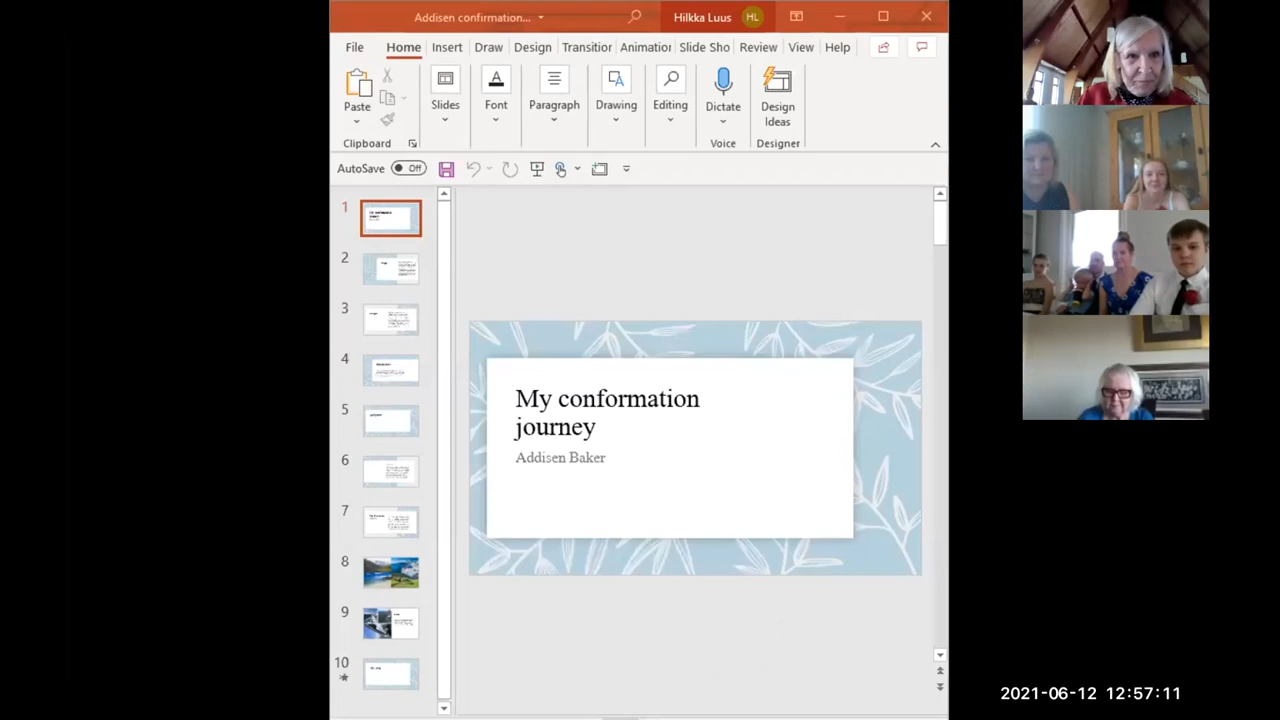 Addisen confirmation...
Hilkka Luus
HL
File
Home
Insert
Draw
Design
Transitior
Animatior
Slide Sho
Review
View
Help
Paste
Slides
Font
Paragraph
Drawing
Editing
Dictate
Design
Ideas
Clipboard
Voice
Designer
AutoSave
Off
1
2
3
4
5
6
7
8
9
10
My conformation
journey
Addisen Baker
2021-06-12 12:57:11